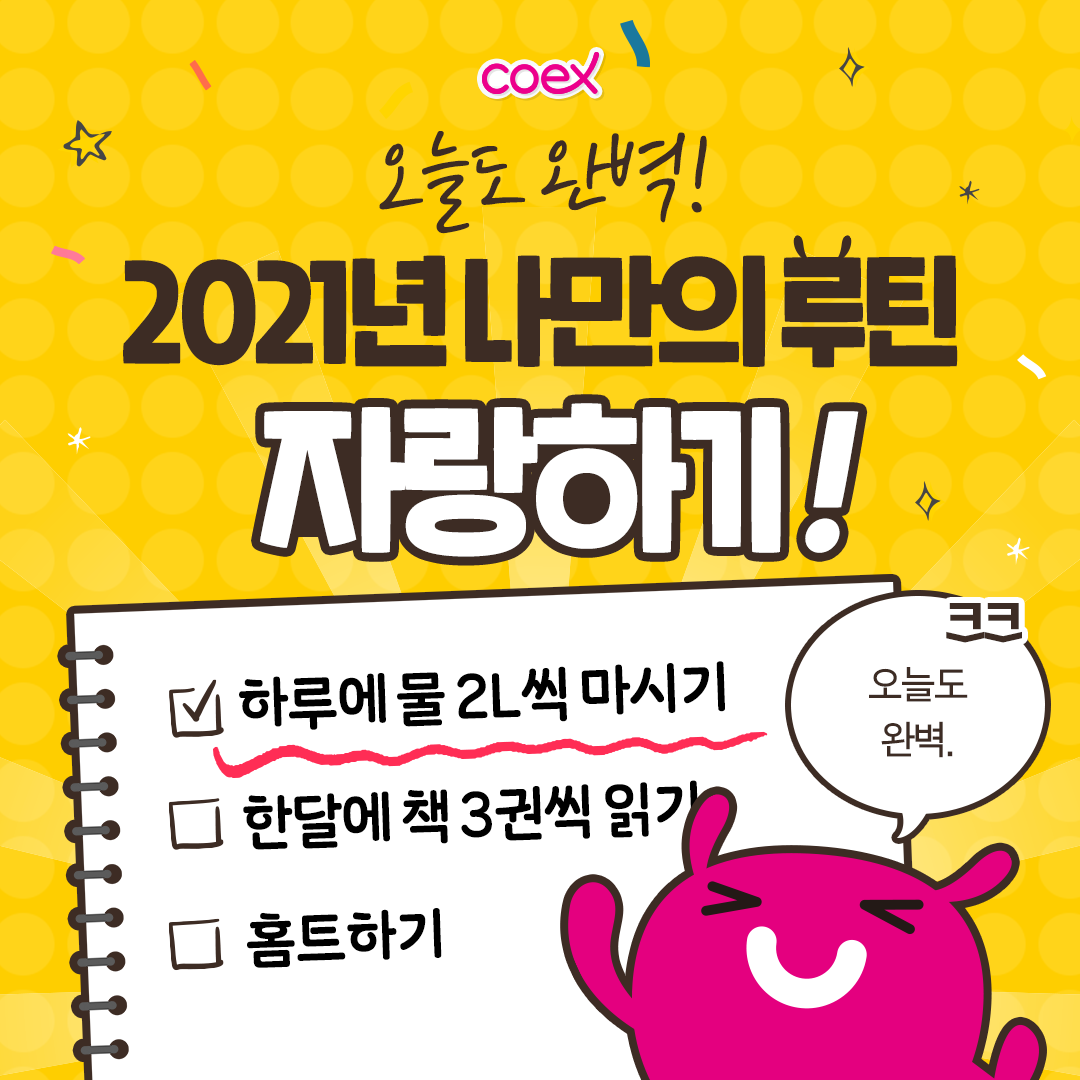 coex
오늘도 완벽!
2021년 나만의 루틴
자랑하기!
하루에 물 2L씩 마시기
한달에 책 3권씩 읽기
홈트하기
ㅋㅋ
오늘도
완벽.